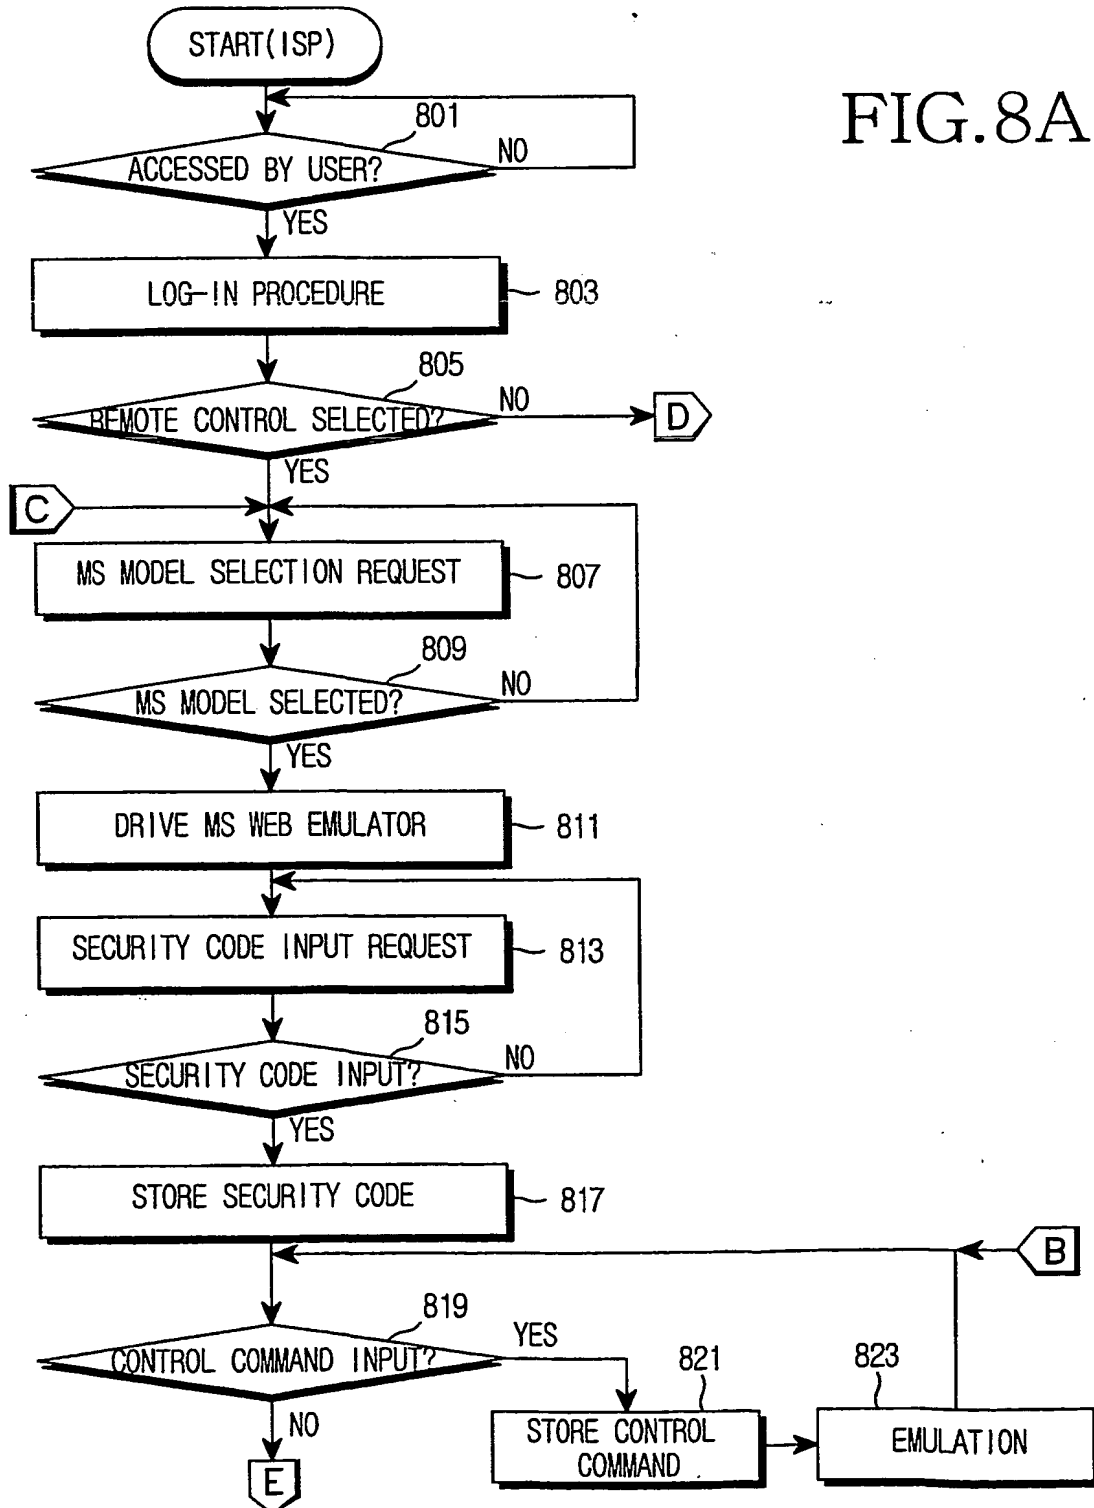 START(ISP)
FIG.8A
801
ACCESSED BY USER?
NO
YES
LOG-IN PROCEDURE
803
805
REMOTE CONTROL SELECTED?
NO
D
YES
C
MS MODEL SELECTION REQUEST
807
809
MS MODEL SELECTED?
NO
YES
DRIVE MS WEB EMULATOR
811
SECURITY CODE INPUT REQUEST
813
815
SECURITY CODE INPUT?
NO
YES
STORE SECURITY CODE
817
B
819
CONTROL COMMAND INPUT?
YES
821
823
STORE CONTROL
COMMAND
EMULATION
NO
E